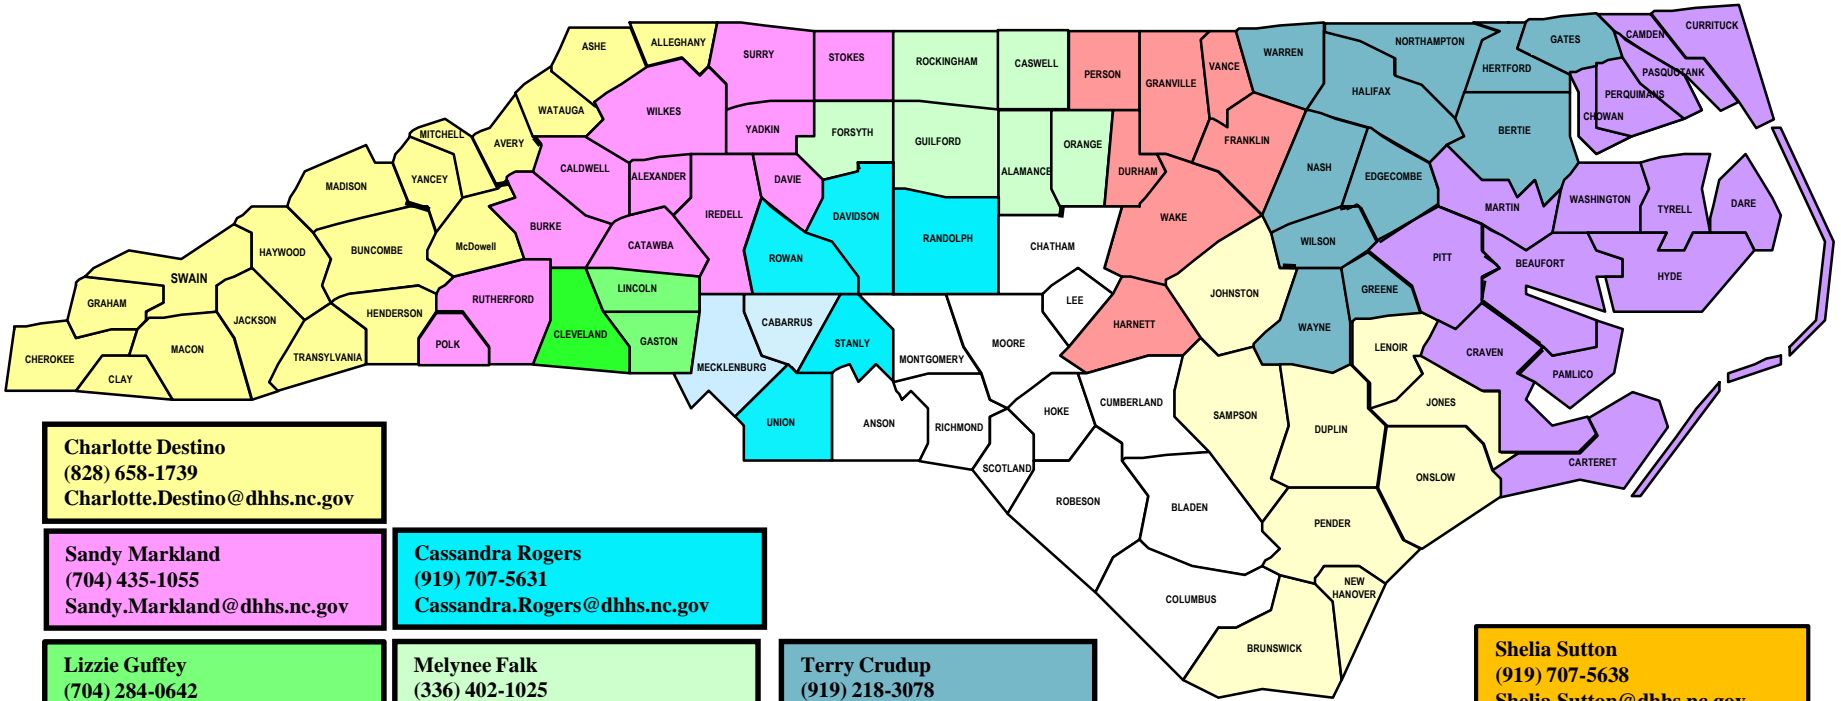 ASHE
ALLEGHANY
SURRY
STOKES
ROCKINGHAM
CASWELL
PERSON
GRANVILLE
VANCE
WARREN
NORTHAMPTON
GATES
CAMDEN
CURRITUCK
HERTFORD
PASQUOTANK
PERQUIMANS
CHOWAN
HALIFAX
WATAUGA
WILKES
YADKIN
FORSYTH
GUILFORD
ALAMANCE
ORANGE
DURHAM
FRANKLIN
BERTIE
MITCHELL
AVERY
CALDWELL
ALEXANDER
DAVIE
NASH
EDGECOMBE
MADISON
YANCEY
IREDELL
DAVIDSON
RANDOLPH
CHATHAM
WAKE
MARTIN
WASHINGTON
TYRELL
DARE
BURKE
CATAWBA
ROWAN
WILSON
HAYWOOD
BUNCOMBE
McDowell
PITT
BEAUFORT
HYDE
SWAIN
GRAHAM
RUTHERFORD
LINCOLN
LEE
JOHNSTON
GREENE
JACKSON
HENDERSON
CLEVELAND
GASTON
CABARRUS
STANLY
MONTGOMERY
MOORE
HARNETT
WAYNE
LENOIR
CRAVEN
PAMLICO
CHEROKEE
CLAY
MACON
TRANSYLVANIA
POLK
MECKLENBURG
UNION
ANSON
RICHMOND
HOKE
CUMBERLAND
SAMPSON
DUPLIN
JONES
SCOTLAND
ROBESON
BLADEN
ONSLOW
CARTERET
PENDER
COLUMBUS
NEW
HANOVER
BRUNSWICK
Charlotte Destino
(828) 658-1739
Charlotte.Destino@dhhs.nc.gov
Sandy Markland
(704) 435-1055
Sandy.Markland@dhhs.nc.gov
Cassandra Rogers
(919) 707-5631
Cassandra.Rogers@dhhs.nc.gov
Lizzie Guffey
(704) 284-0642
Melynee Falk
(336) 402-1025
Terry Crudup
(919) 218-3078
Shelia Sutton
(919) 707-5638
Shelia.Sutton@dhhs.nc.gov